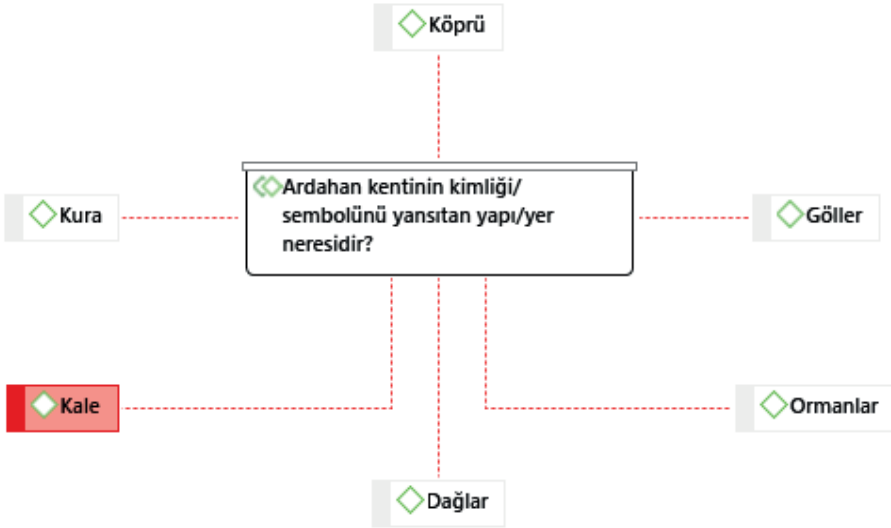 Köprü
Ardahan kentinin kimliği/
sembolünü yansıtan yapı/yer
neresidir?
Kura
Göller
Kale
Ormanlar
Dağlar